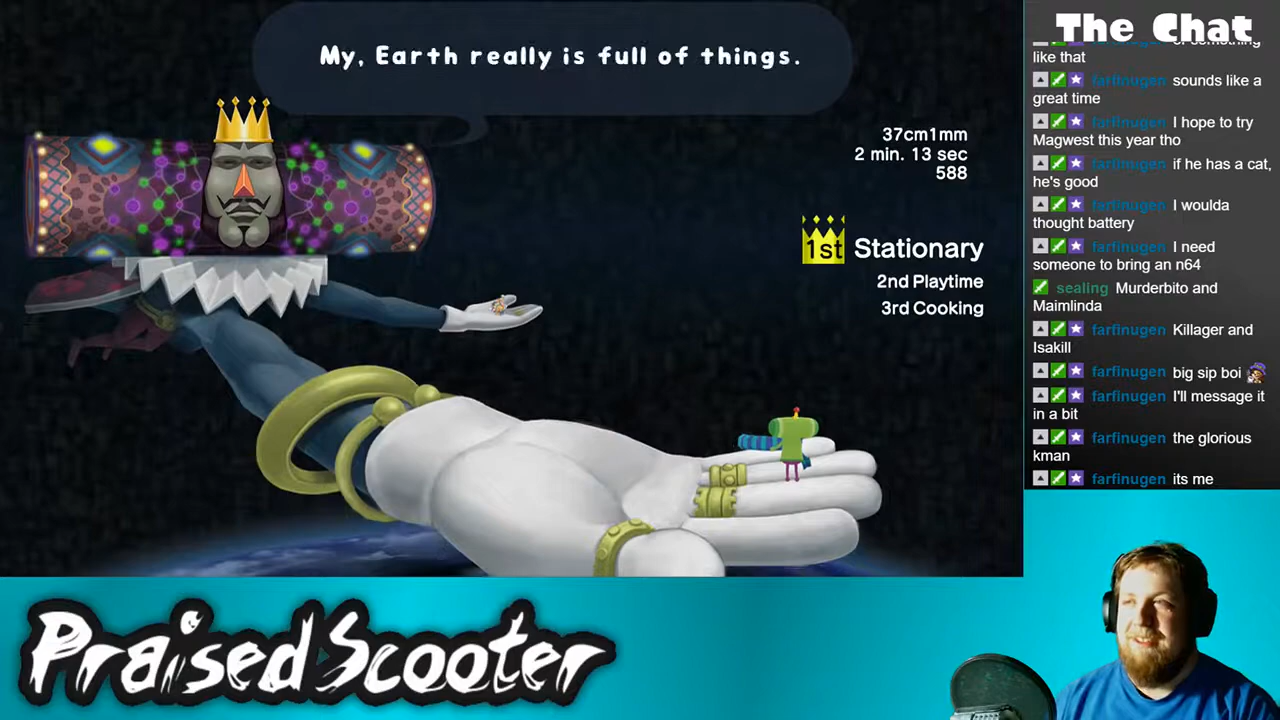 My, Earth really is full of things.
37cm1mm
2 min. 13 sec
588
1st Stationary
2nd Playtime
3rd Cooking
The Chat
like that
farfinugen sounds like a
great time
farfinugen I hope to try
Magwest this year tho
farfinugen if he has a cat,
he's good
farfinugen I woulda
thought battery
farfinugen I need
someone to bring an n64
sealing Murderbito and
Maimlinda
farfinugen Killager and
Isakill
farfinugen big sip boi
farfinugen I'll message it
in a bit
farfinugen the glorious
kman
farfinugen its me
Praised Scooter